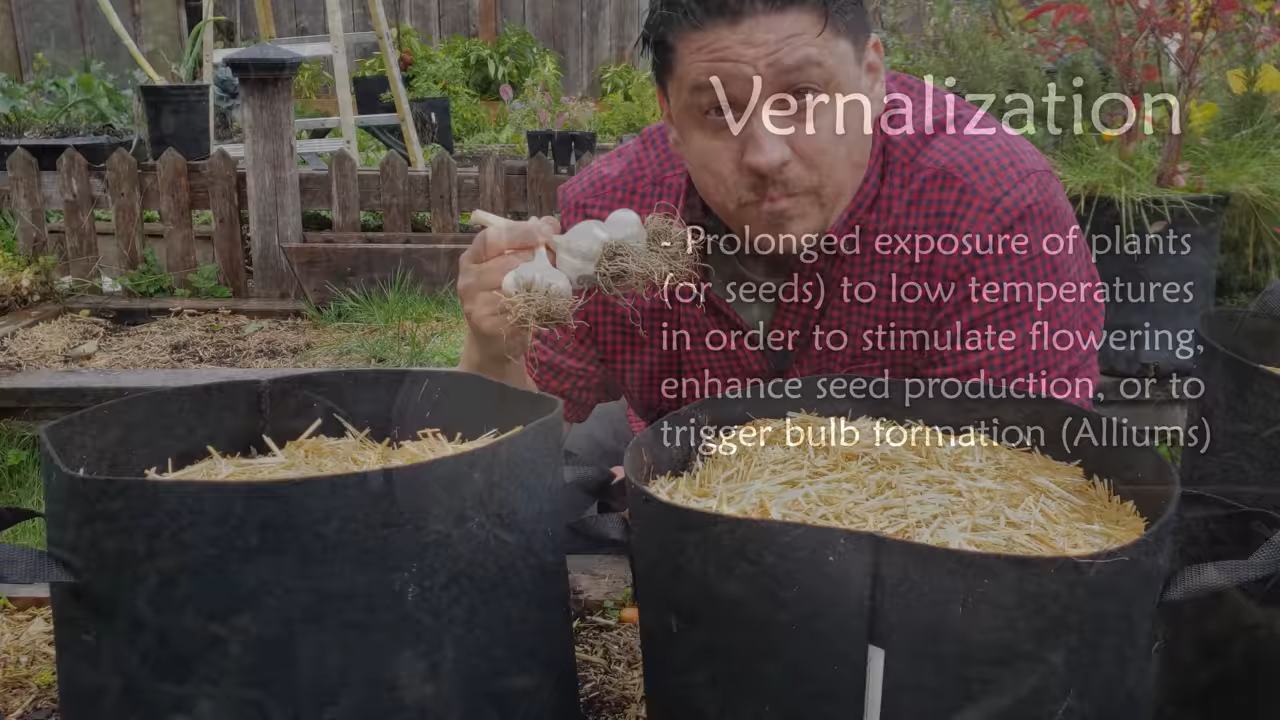 Vernalization
Prolonged exposure of plants
(or seeds) to low temperatures
in order to stimulate flowering,
enhance seed production, or to
trigger bulb formation (Alliums)